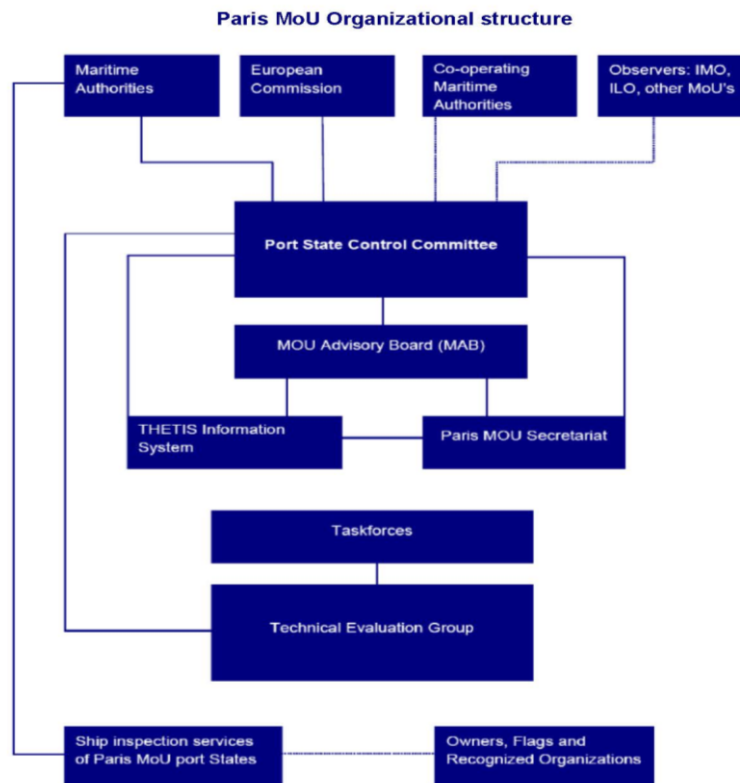 Paris MoU Organizational structure
Maritime
Authorities
European
Commission
Co-operating
Maritime
Authorities
Observers: IMO,
ILO, other MoU's
Port State Control Committee
MOU Advisory Board (MAB)
THETIS Information
System
Paris MOU Secretariat
Taskforces
Technical Evaluation Group
Ship inspection services
of Paris MoU port States
Owners, Flags and
Recognized Organizations